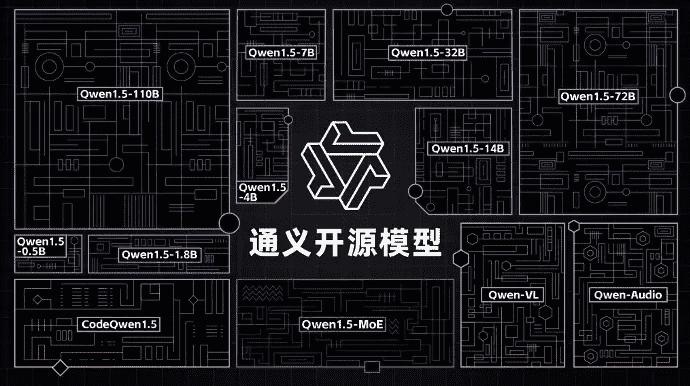 Qwen1.5-7B
Qwen1.5-32B
Qwen1.5-110B
Qwen1.5-72B
Qwen1.5-14B
Qwen1.5
-4B
通义开源模型
Qwen1.5
-0.5B
Qwen1.5-1.8B
Qwen-VL
Qwen-Audio
CodeQwen1.5
Qwen1.5-MoE